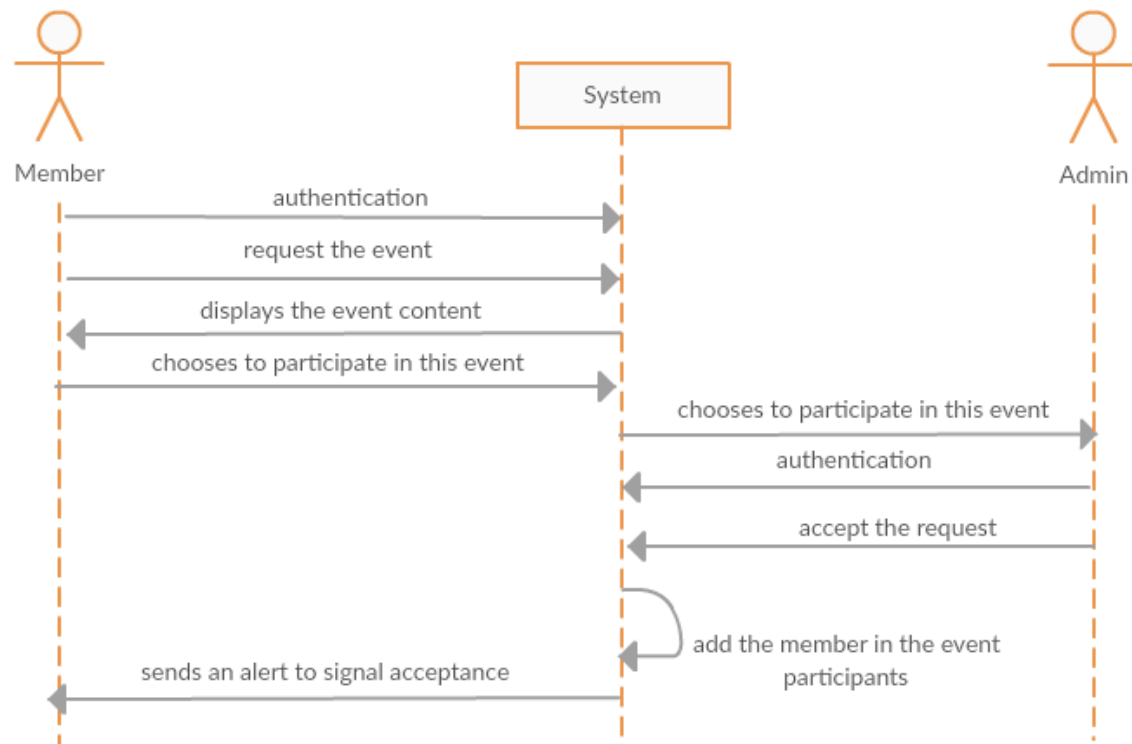 System
Member
Admin
authentication
request the event
displays the event content
chooses to participate in this event
chooses to participate in this event
authentication
accept the request
add the member in the event
participants
sends an alert to signal acceptance